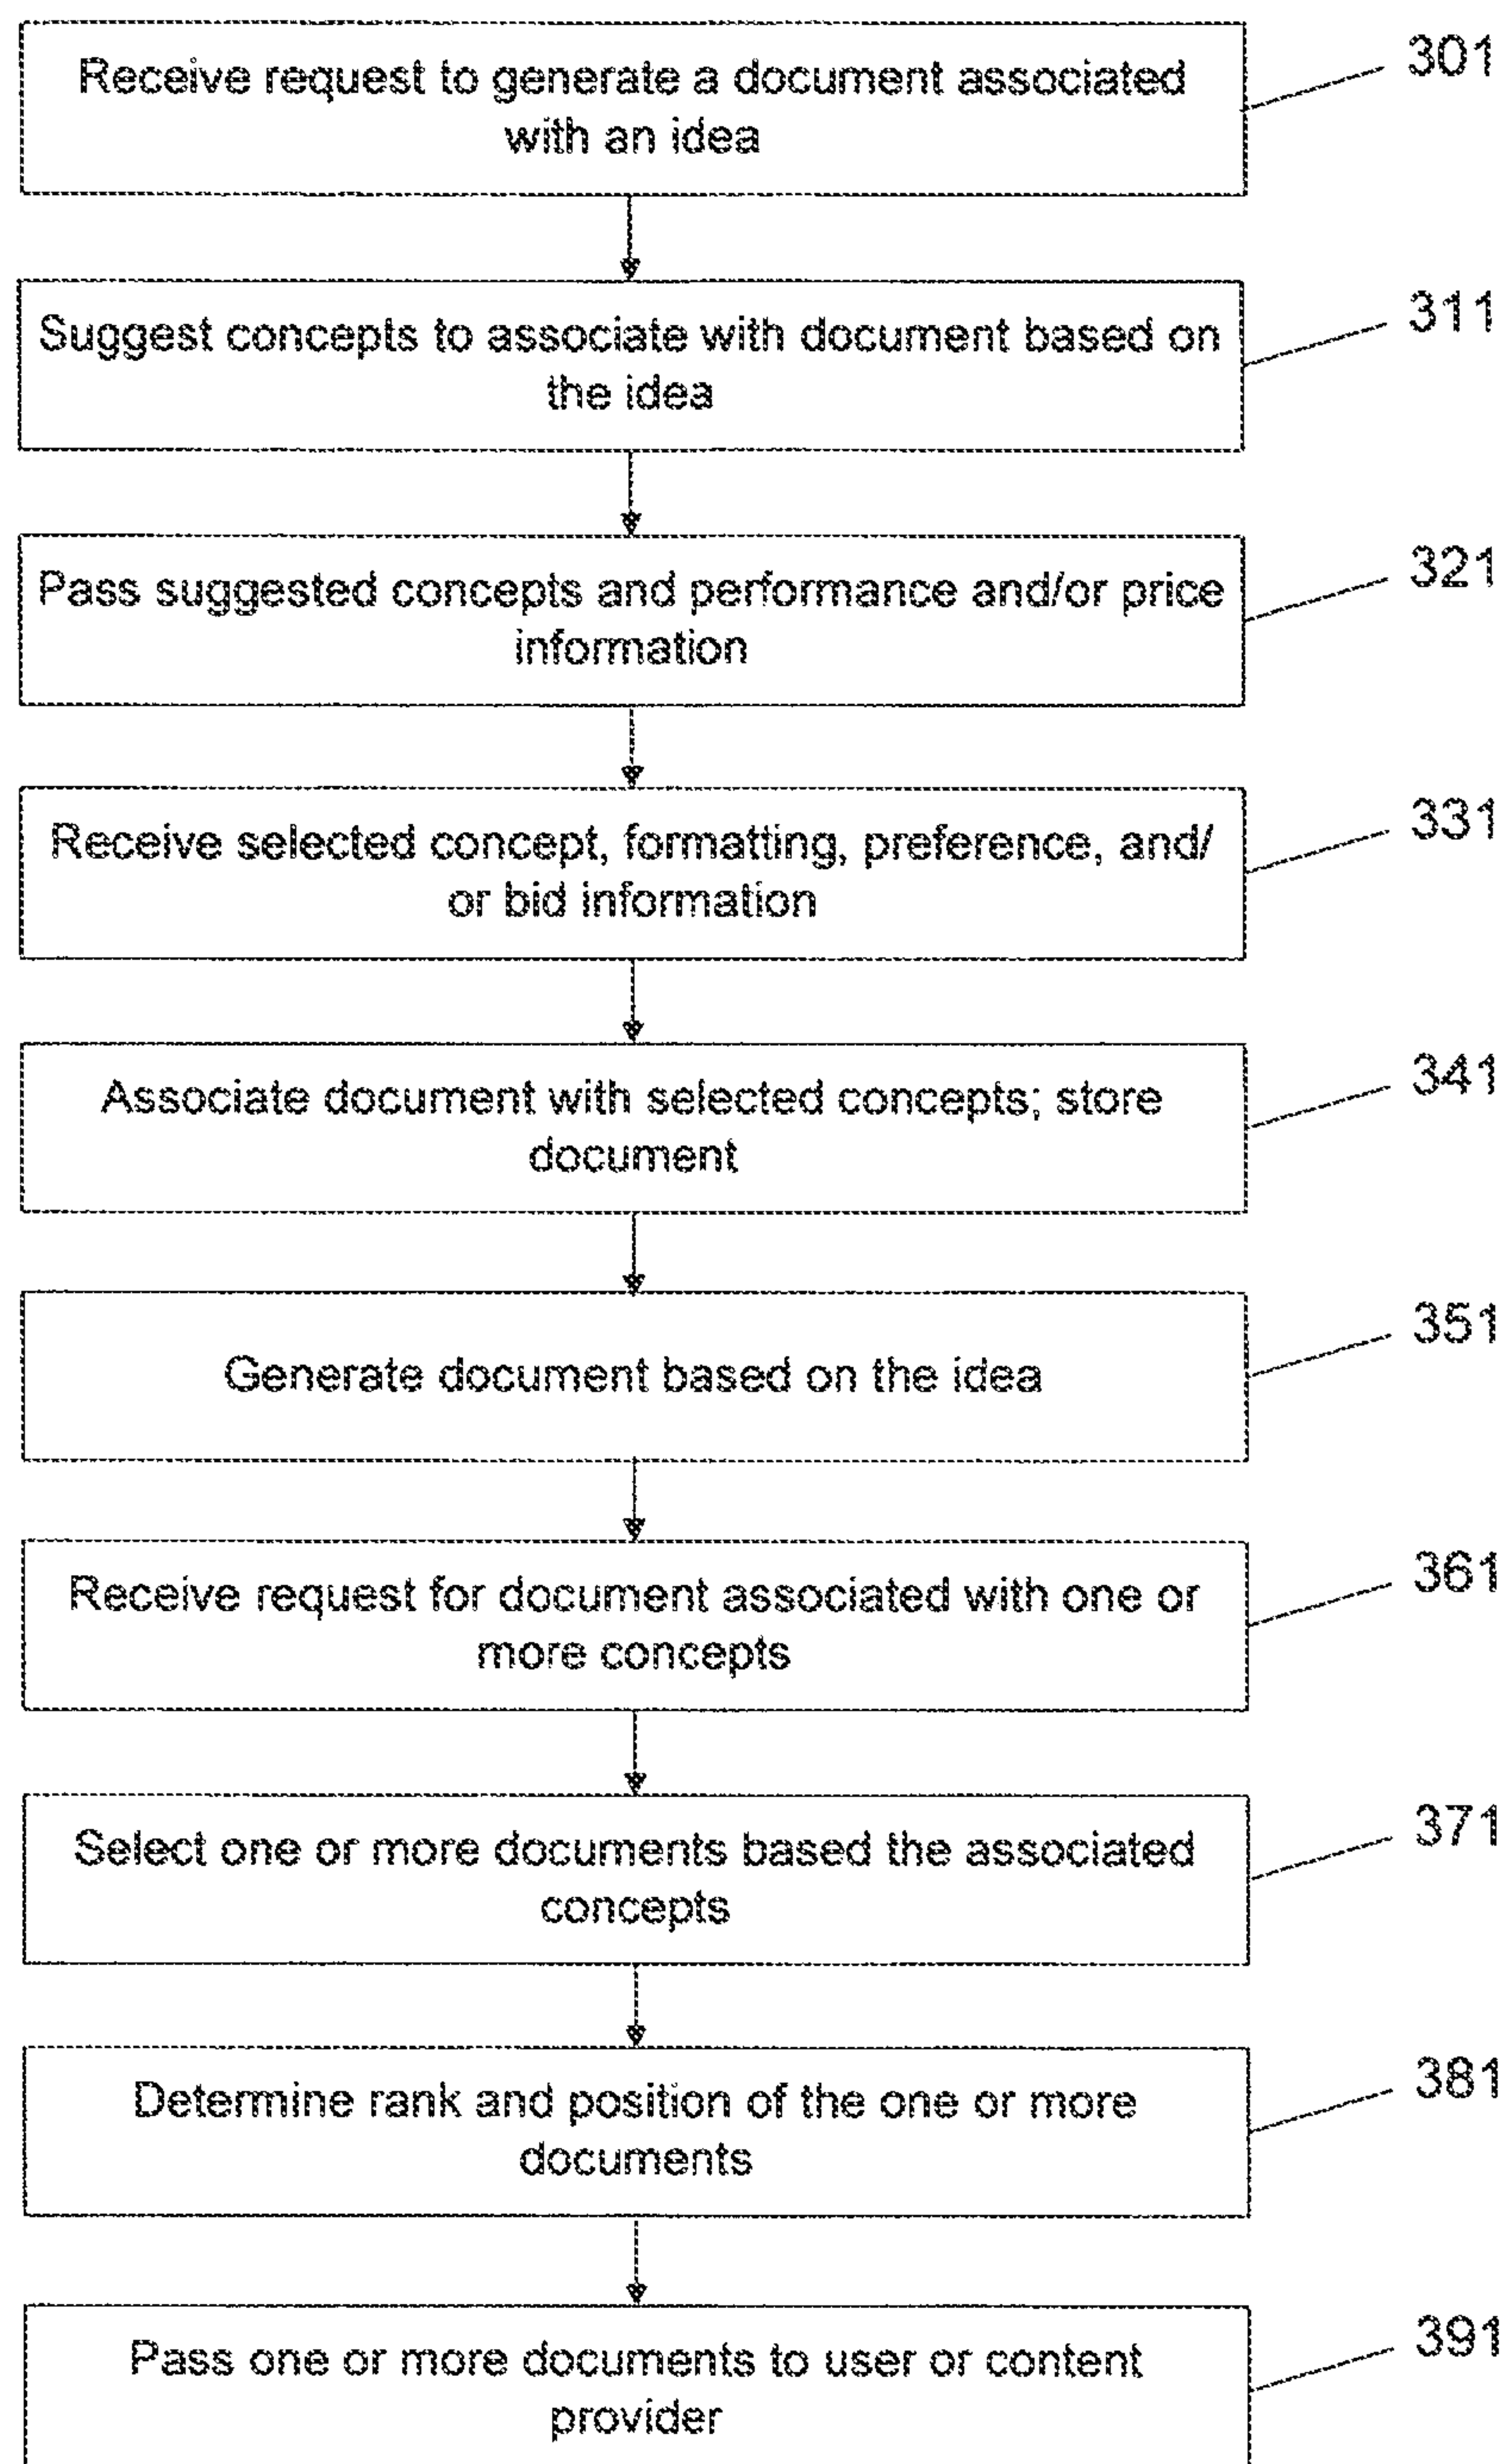 Receive request to generate a document associated
with an idea
301
Suggest concepts to associate with document based on
the idea
311
Pass suggested concepts and performance and/or price
information
321
Receive selected concept, formatting, preference, and/
or bid information
331
Associate document with selected concepts; store
document
341
Generate document based on the idea
351
Receive request for document associated with one or
more concepts
361
Select one or more documents based the associated
concepts
371
Determine rank and position of the one or more
documents
381
Pass one or more documents to user or content
provider
391